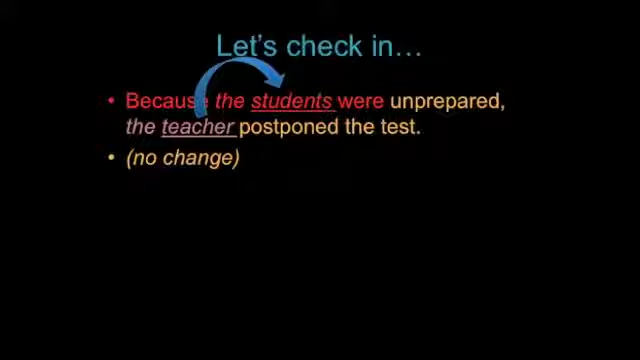 Let's check in…
• Because the students were unprepared,
the teacher postponed the test.
• (no change)